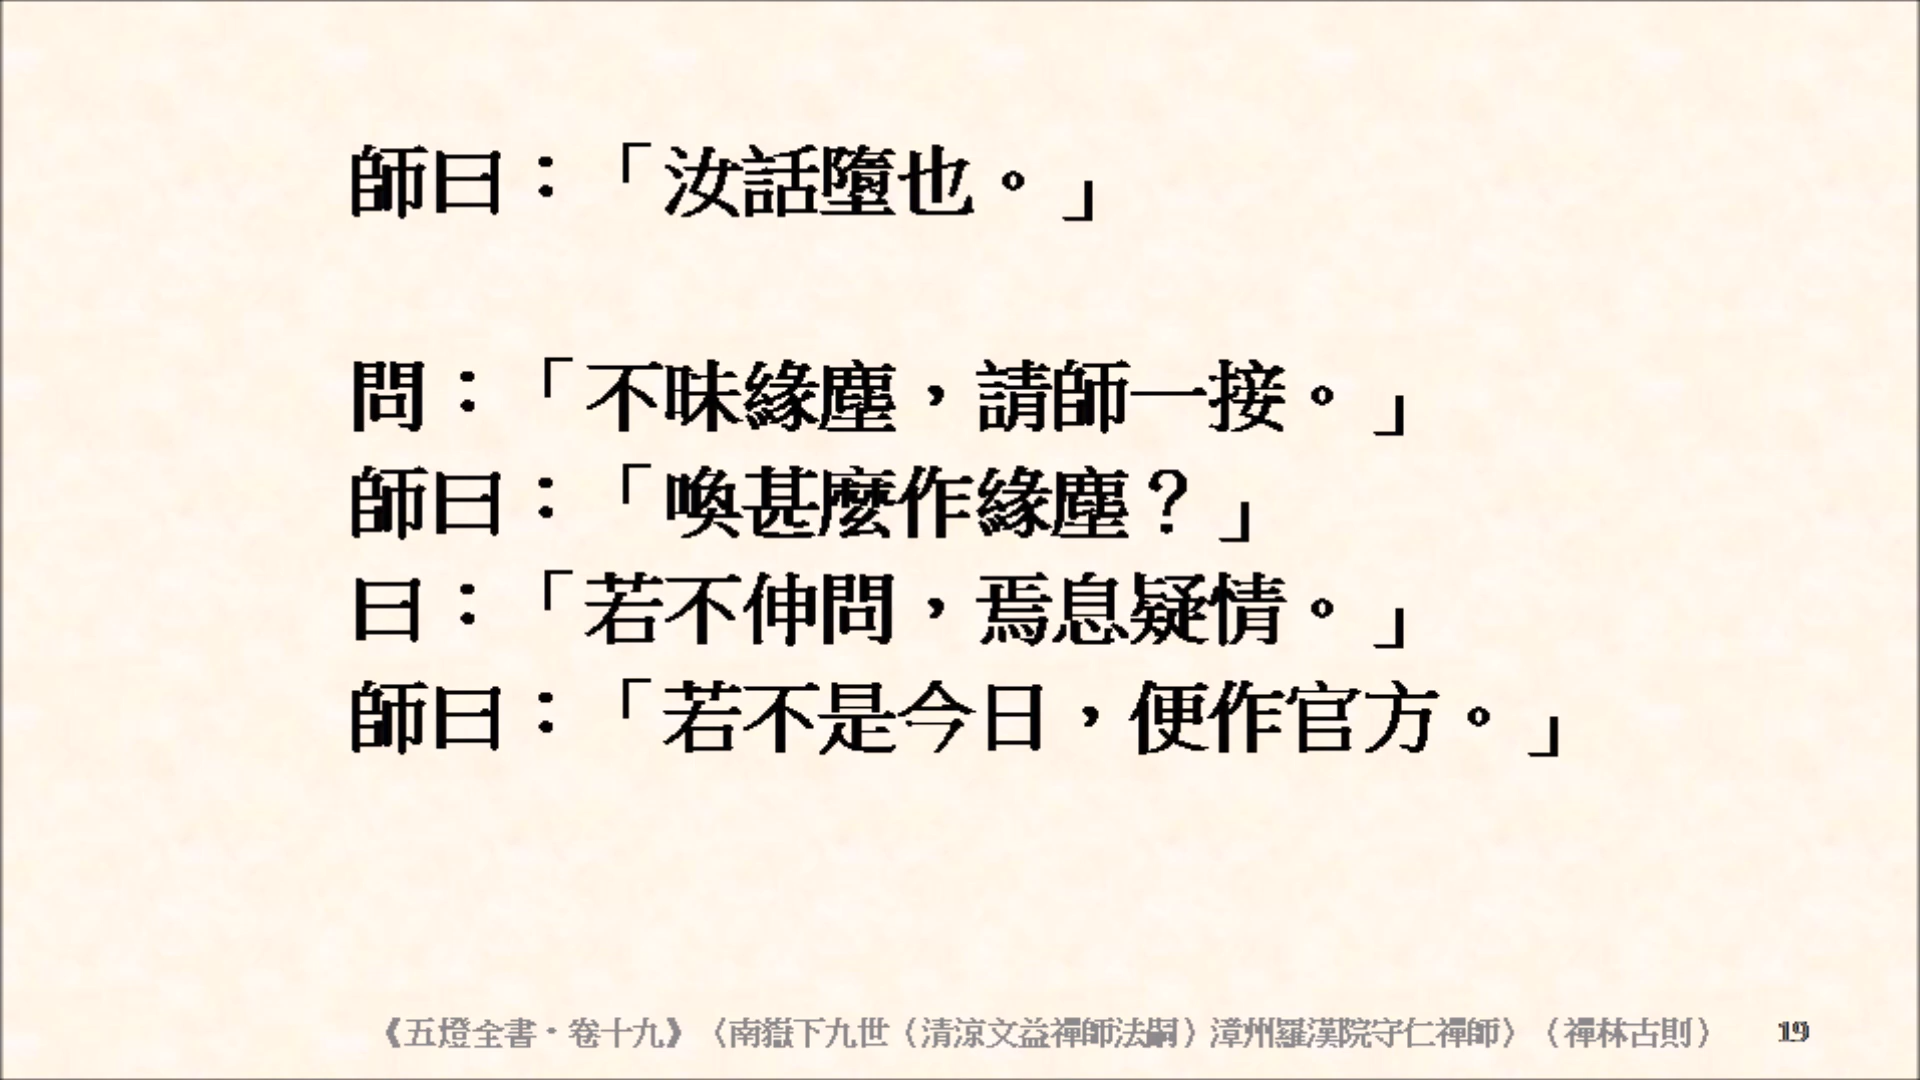 師曰：「汝話墮也。」
問：「不昧緣塵，請師一接。」
師曰：「喚甚麼作緣塵？」
曰：「若不伸問，焉息疑情。」
師曰：「若不是今日，便作官方。」
《五燈全書‧卷十九》〈南嶽下九世（清涼文益禪師法嗣）漳州羅漢院守仁禪師〉（禪林古則） 19